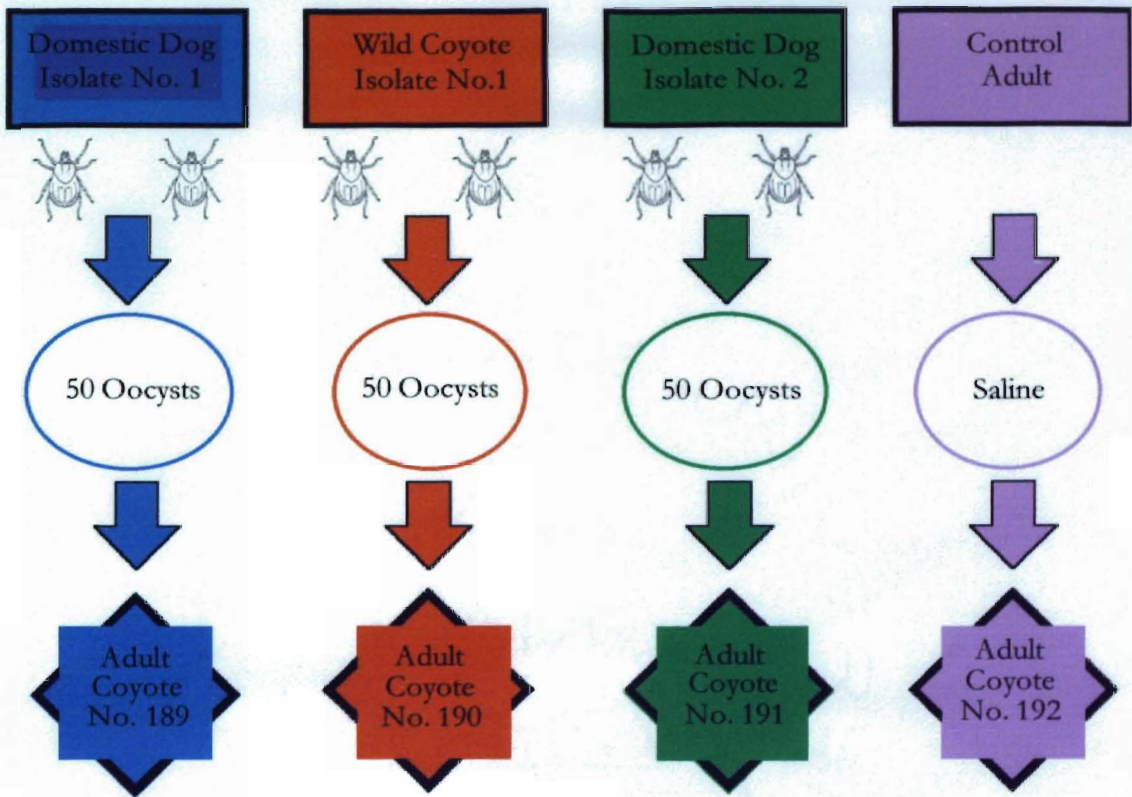 Domestic Dog
Isolate No. 1
Wild Coyote
Isolate No.1
Domestic Dog
Isolate No. 2
Control
Adult
50 Oocysts
50 Oocysts
50 Oocysts
Saline
Adult
Coyote
No. 189
Adult
Coyote
No. 190
Adult
Coyote
No. 191
Adult
Coyote
No. 192